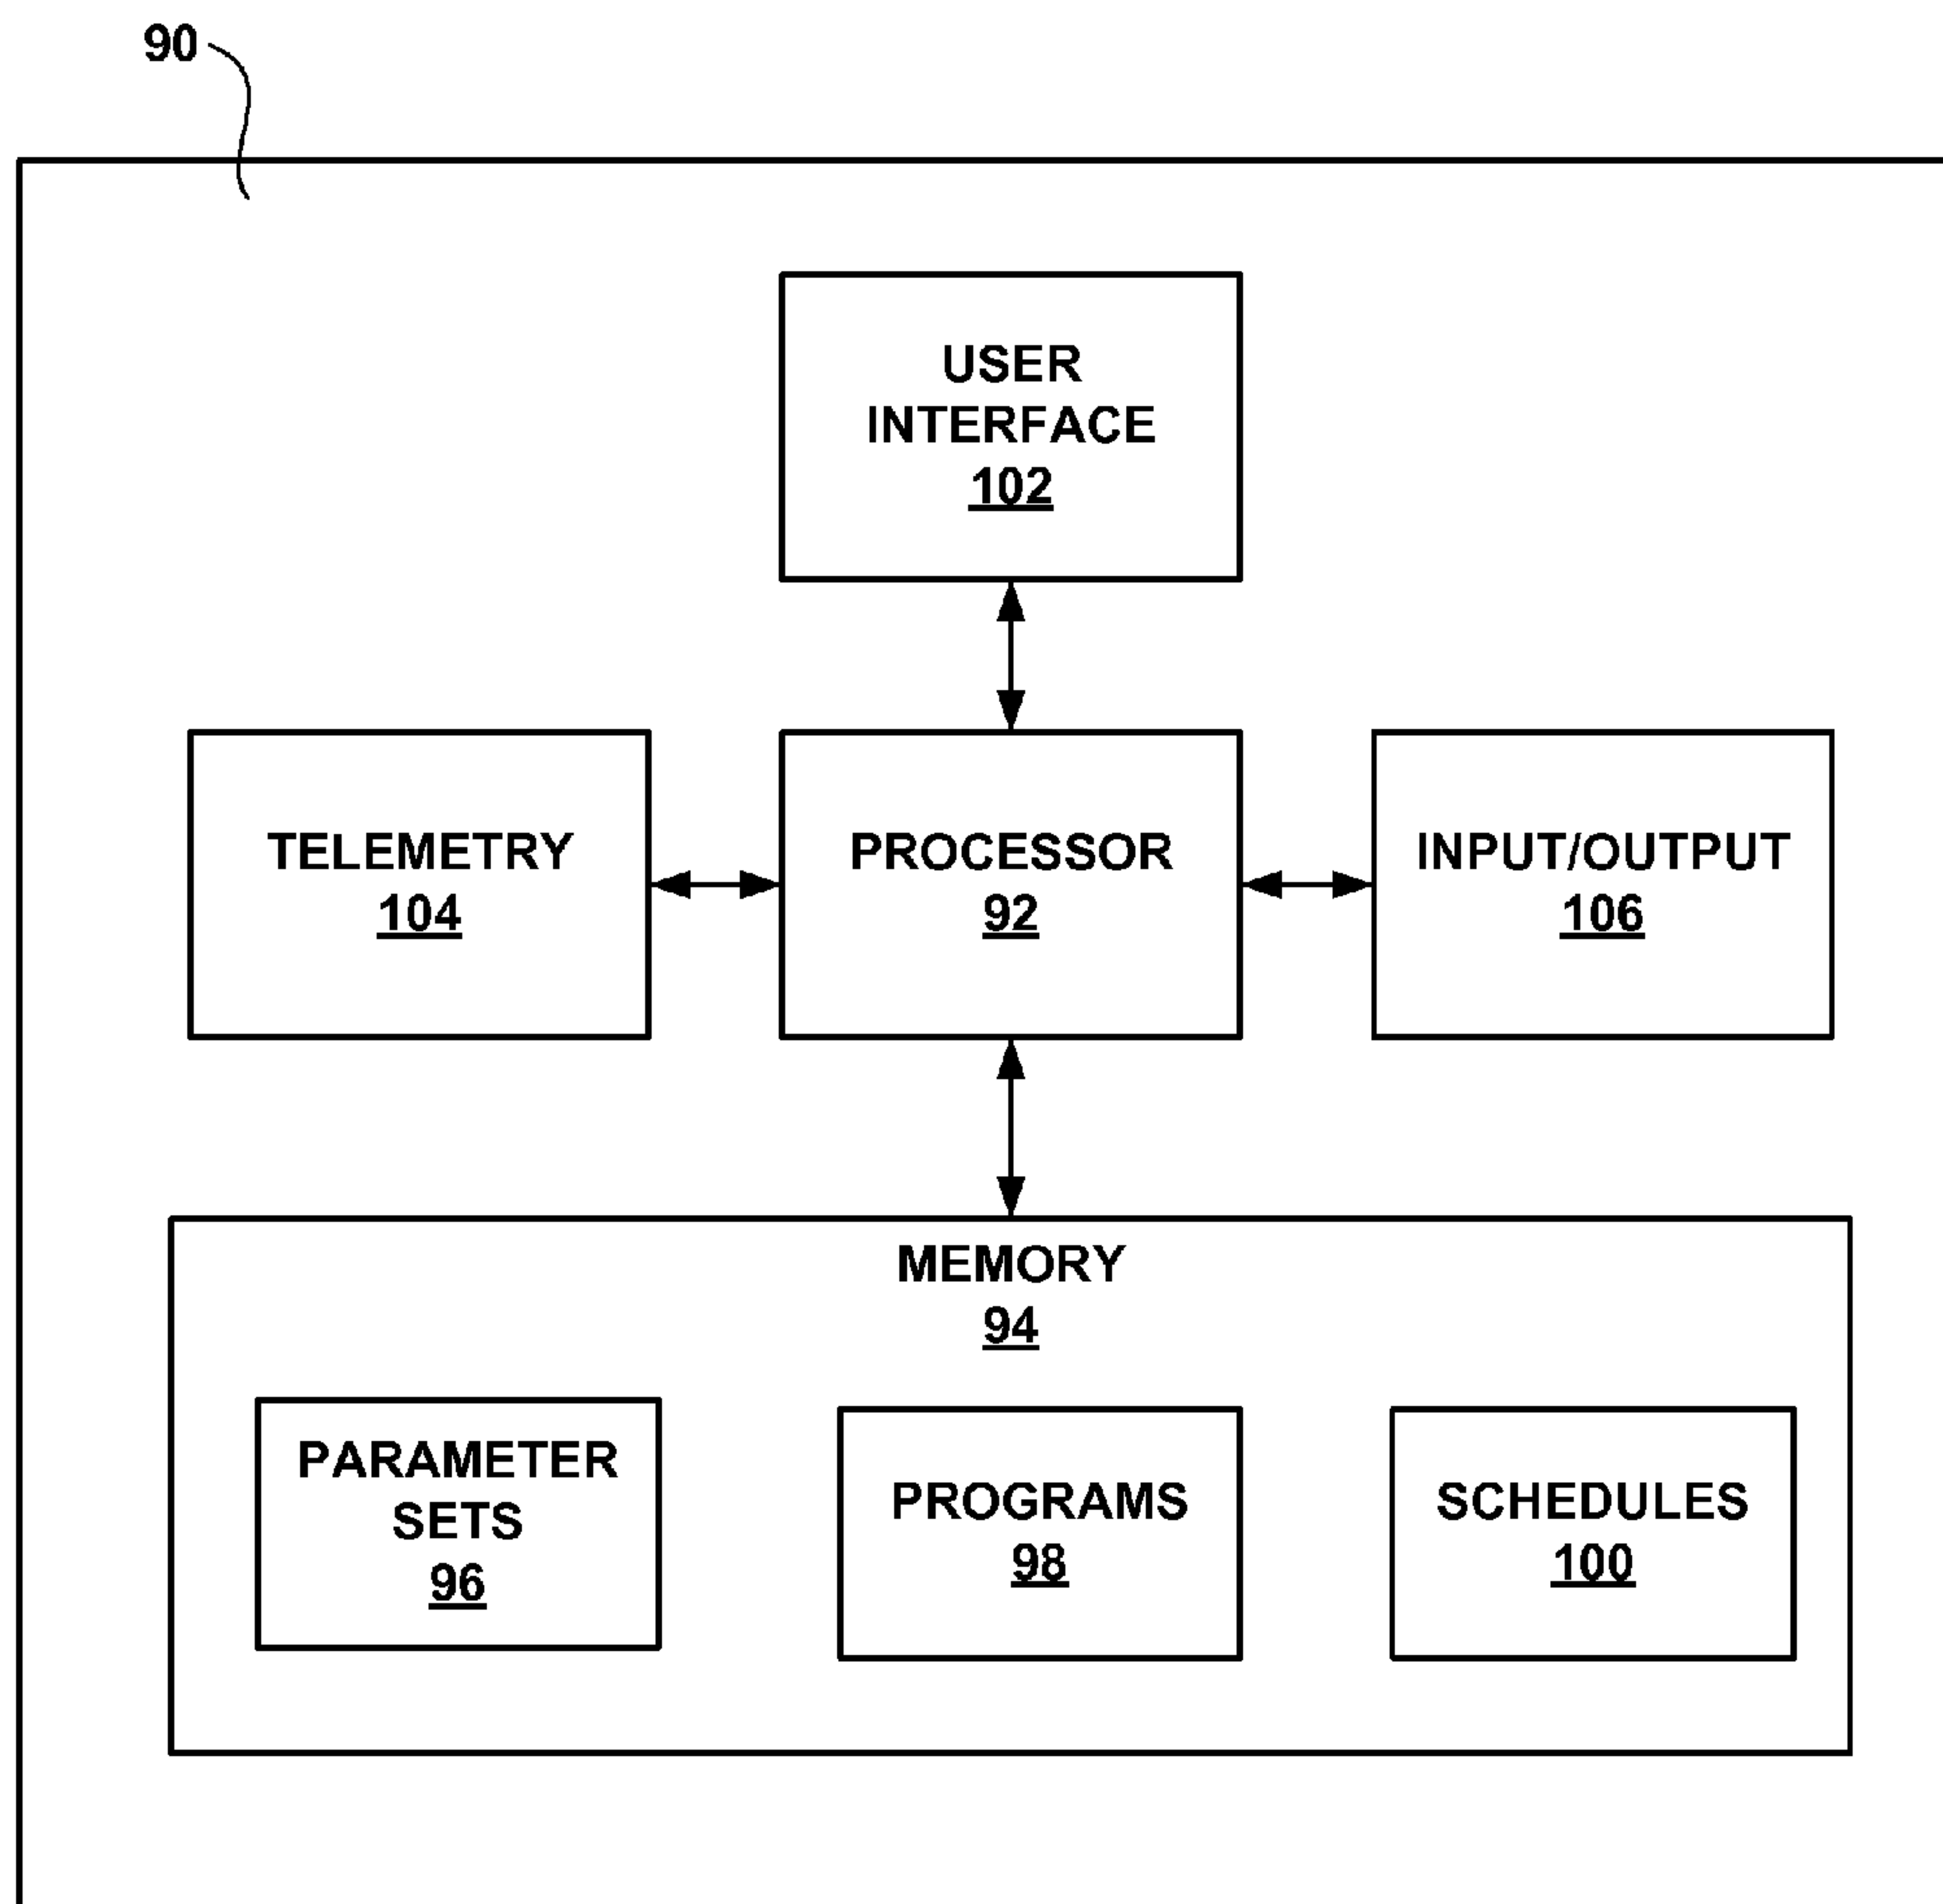 90
USER
INTERFACE
102
TELEMETRY
104
PROCESSOR
92
INPUT/OUTPUT
106
MEMORY
94
PARAMETER
SETS
96
PROGRAMS
98
SCHEDULES
100